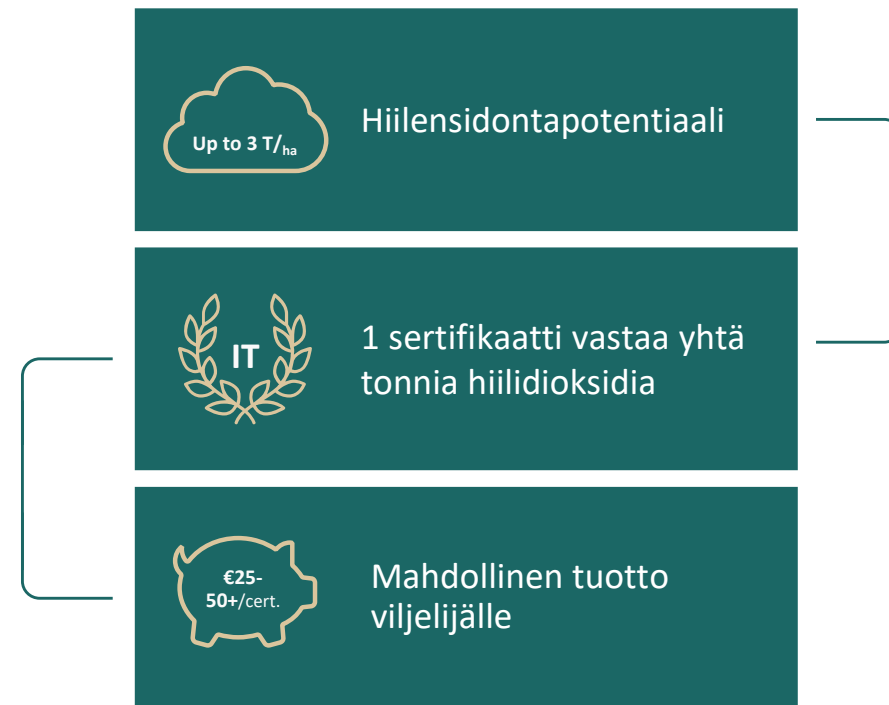 Up to 3 T/ha
Hiilensidontapotentiaali
IT
1 sertifikaatti vastaa yhtä
tonnia hiilidioksidia
€25-
50+/cert.
Mahdollinen tuotto
viljelijälle